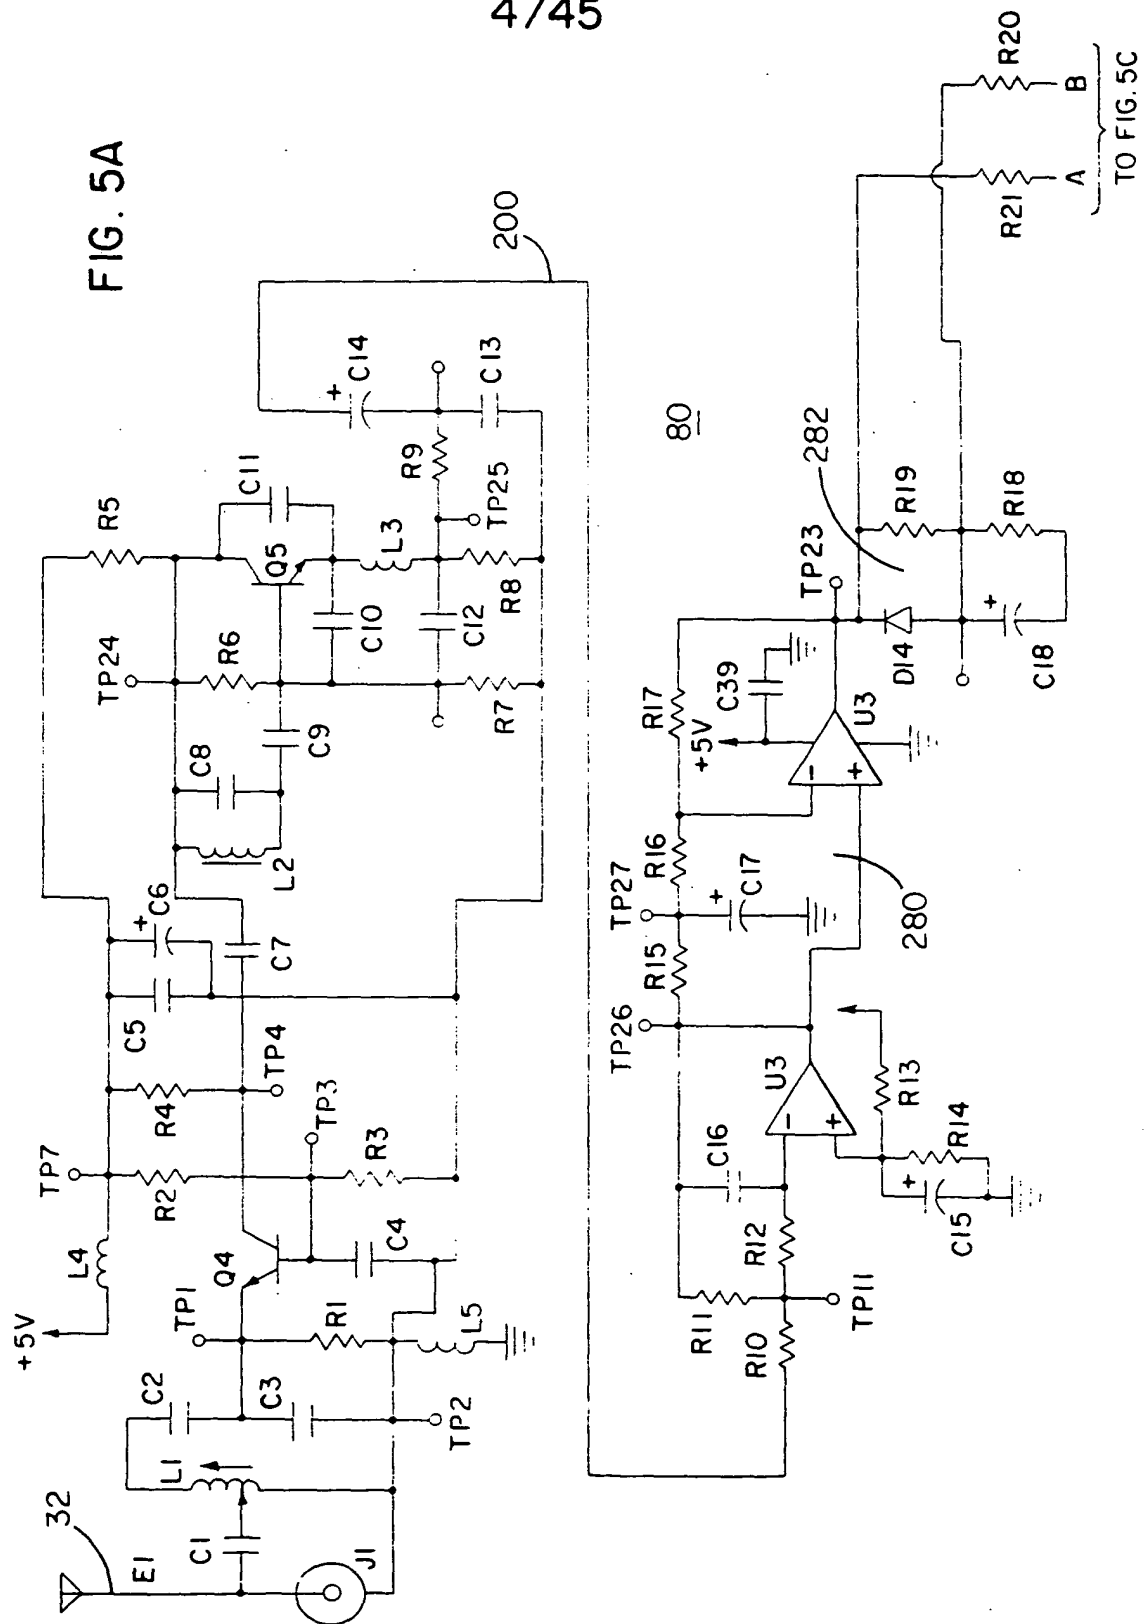 4/45
FIG. 5A
32
E1
J1
C1
L1
C2
C3
TP1
TP2
R1
L5
+5V
L4
TP7
Q4
C4
R2
TP3
R3
R4
TP4
C5
C6
+
C7
L2
C8
C9
TP24
R6
R5
Q5
C11
C10
L3
C12
R7
R8
TP25
R9
C14
+
C13
200
80
R10
R11
TP11
R12
C16
U3
-
+
R13
R14
C15
+
TP26
R15
TP27
R16
C17
+
280
R17
+5V
C39
U3
-
+
TP23
282
D14
R19
R18
C18
+
R21
R20
A
B
TO FIG. 5C